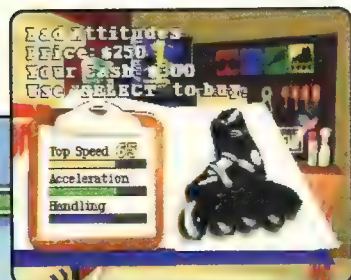 Bad Attitudes
Price: $250
Your Cash $300
Use "SELECT" to buy
Top Speed
Acceleration
Handling